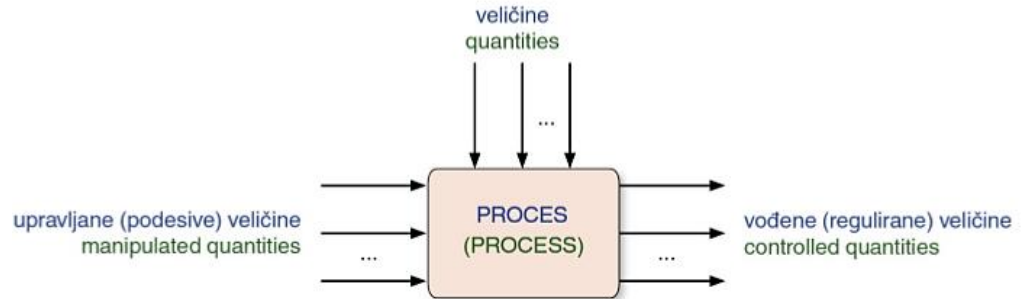 veličine
quantities
...
upravljane (podesive) veličine
manipulated quantities
...
PROCES
(PROCESS)
...
vođene (regulirane) veličine
controlled quantities